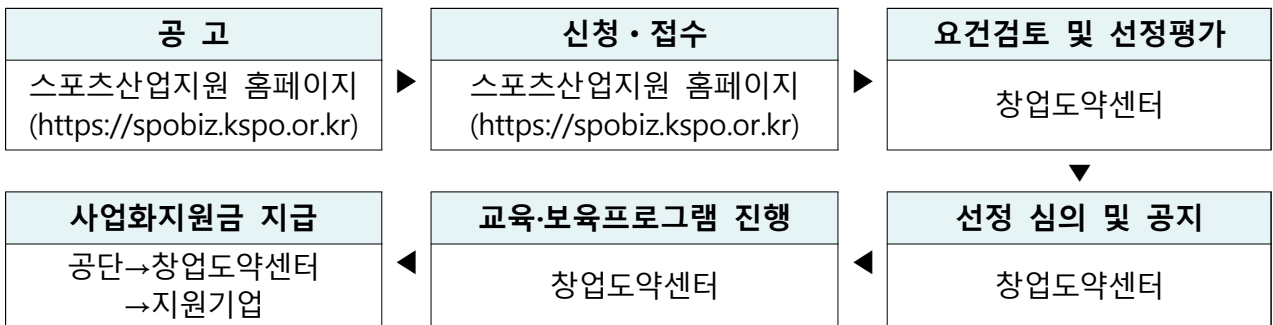 공 고
스포츠산업지원 홈페이지
(https://spobiz.kspo.or.kr)
▶
신청・접수
스포츠산업지원 홈페이지
(https://spobiz.kspo.or.kr)
▶
요건검토 및 선정평가
창업도약센터
▼
선정 심의 및 공지
창업도약센터
◀
교육·보육프로그램 진행
창업도약센터
◀
사업화지원금 지급
공단→창업도약센터
→지원기업